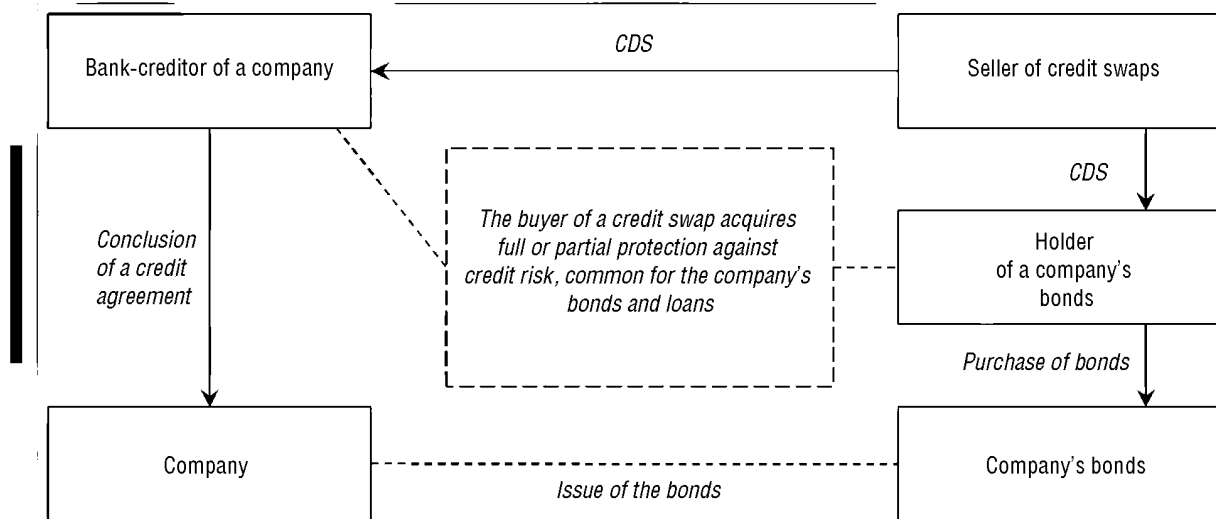 CDS
Bank-creditor of a company
Seller of credit swaps
CDS
The buyer of a credit swap acquires
full or partial protection against
credit risk, common for the company's
bonds and loans
Conclusion
of a credit
agreement
Holder
of a company's
bonds
Purchase of bonds
Company
Company's bonds
Issue of the bonds